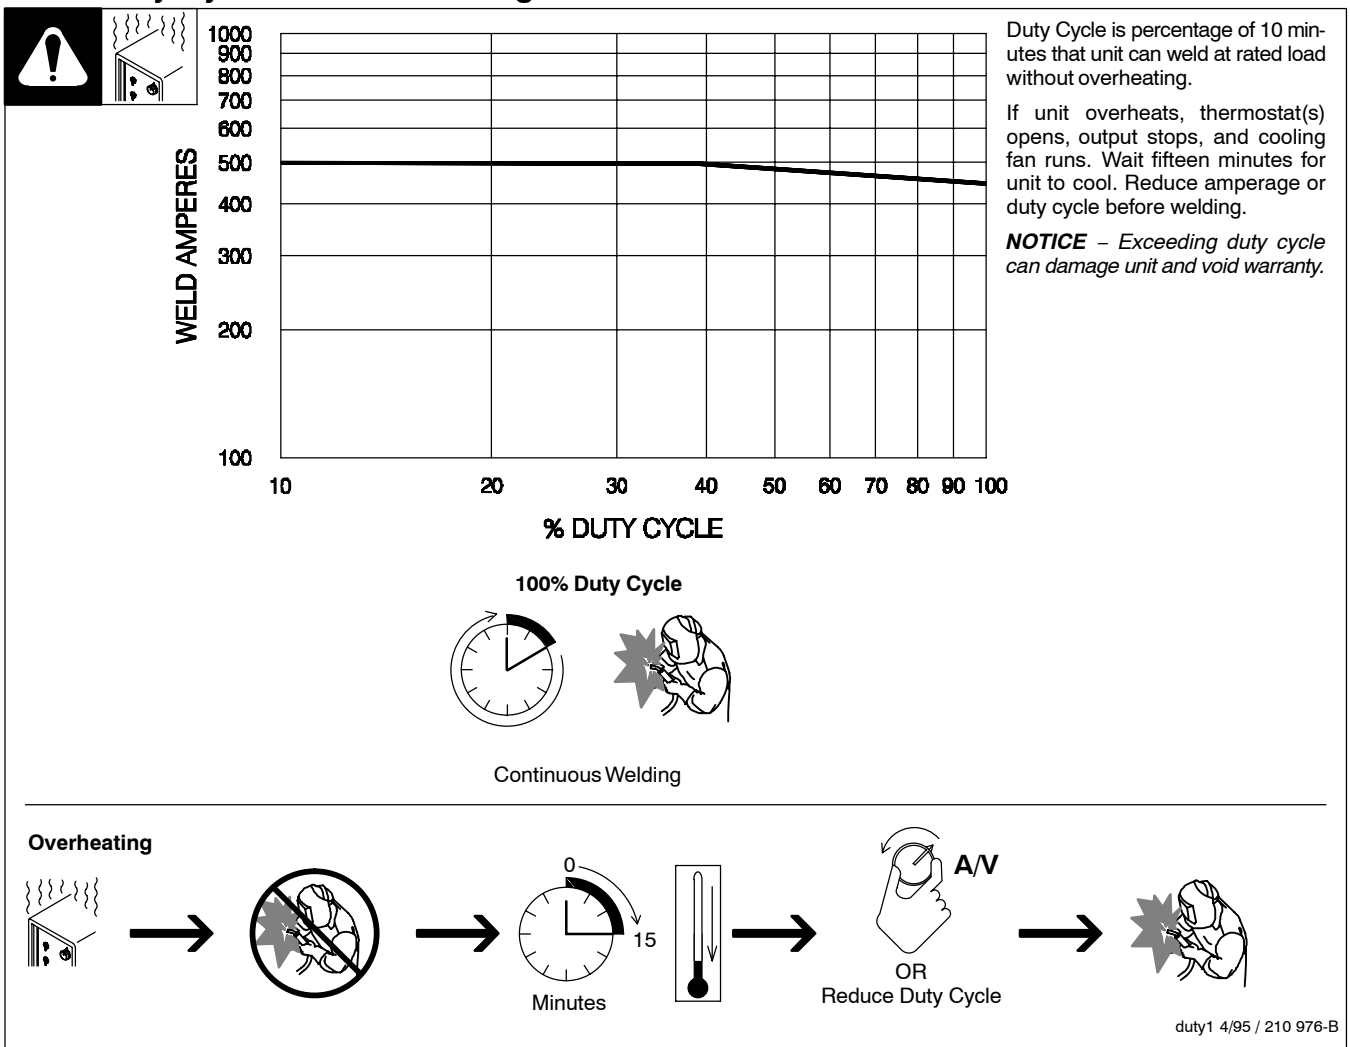 1000
900
800
700
600
500
400
300
200
100
WELD AMPERES
10 20 30 40 50 60 70 80 90 100
% DUTY CYCLE
Duty Cycle is percentage of 10 min-
utes that unit can weld at rated load
without overheating.
If unit overheats, thermostat(s)
opens, output stops, and cooling
fan runs. Wait fifteen minutes for
unit to cool. Reduce amperage or
duty cycle before welding.
NOTICE – Exceeding duty cycle
can damage unit and void warranty.
100% Duty Cycle
Continuous Welding
Overheating
0
15
Minutes
A/V
OR
Reduce Duty Cycle
duty1 4/95 / 210 976-B